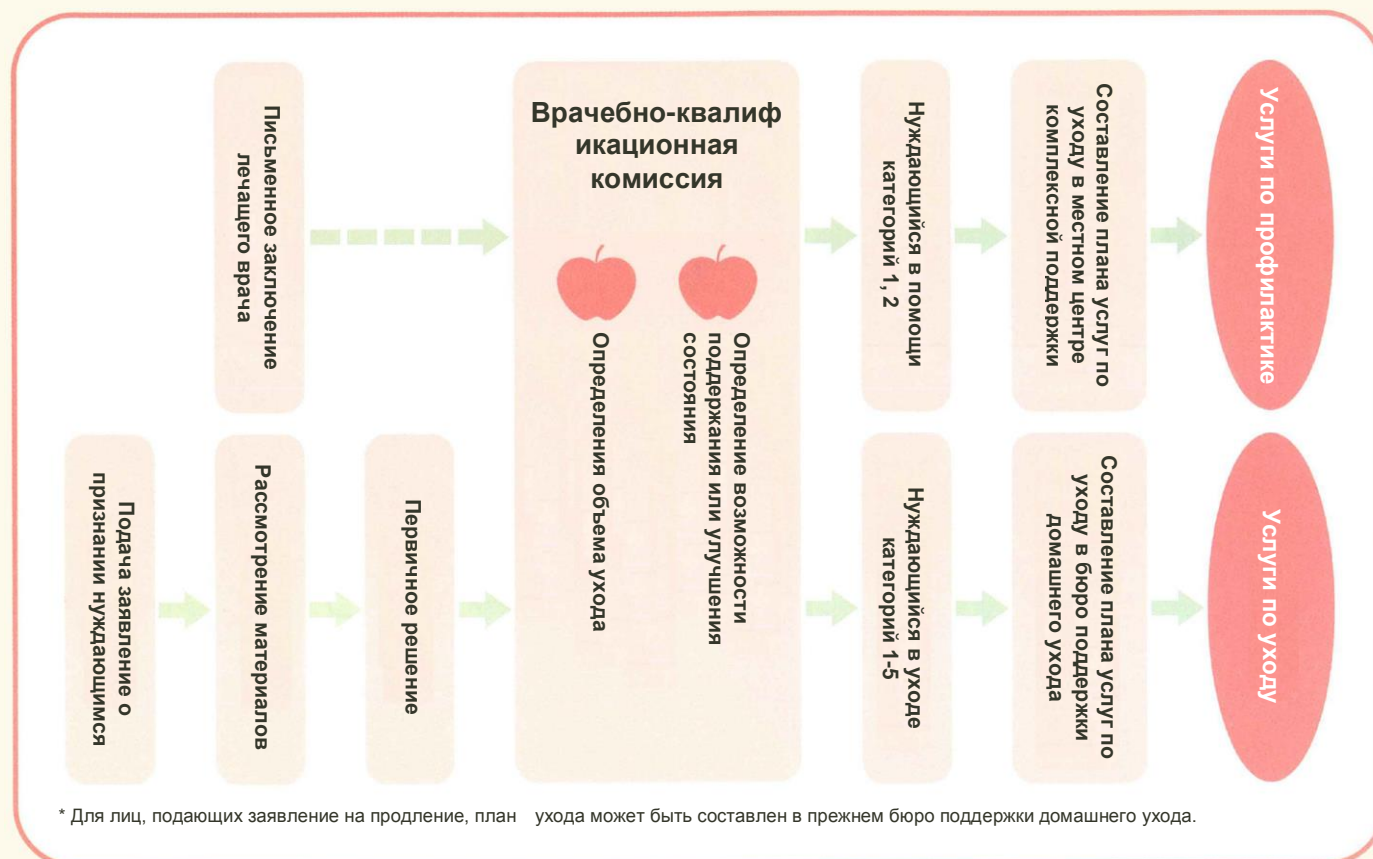 Письменное заключение
лечащего врача
Врачебно-квалиф
икационная
комиссия
Определения объема ухода
Определение возможности
поддержания или улучшения
состояния
Нуждающийся в помощи
категорий 1, 2
Составление плана услуг по
уходу в местном центре
комплексной поддержки
Услуги по профилактике
Подача заявление о
признании нуждающимся
Рассмотрение материалов
Первичное решение
Нуждающийся в уходе
категорий 1-5
Составление плана услуг по
уходу в бюро поддержки
домашнего ухода
Услуги по уходу
* Для лиц, подающих заявление на продление, план ухода может быть составлен в прежнем бюро поддержки домашнего ухода.